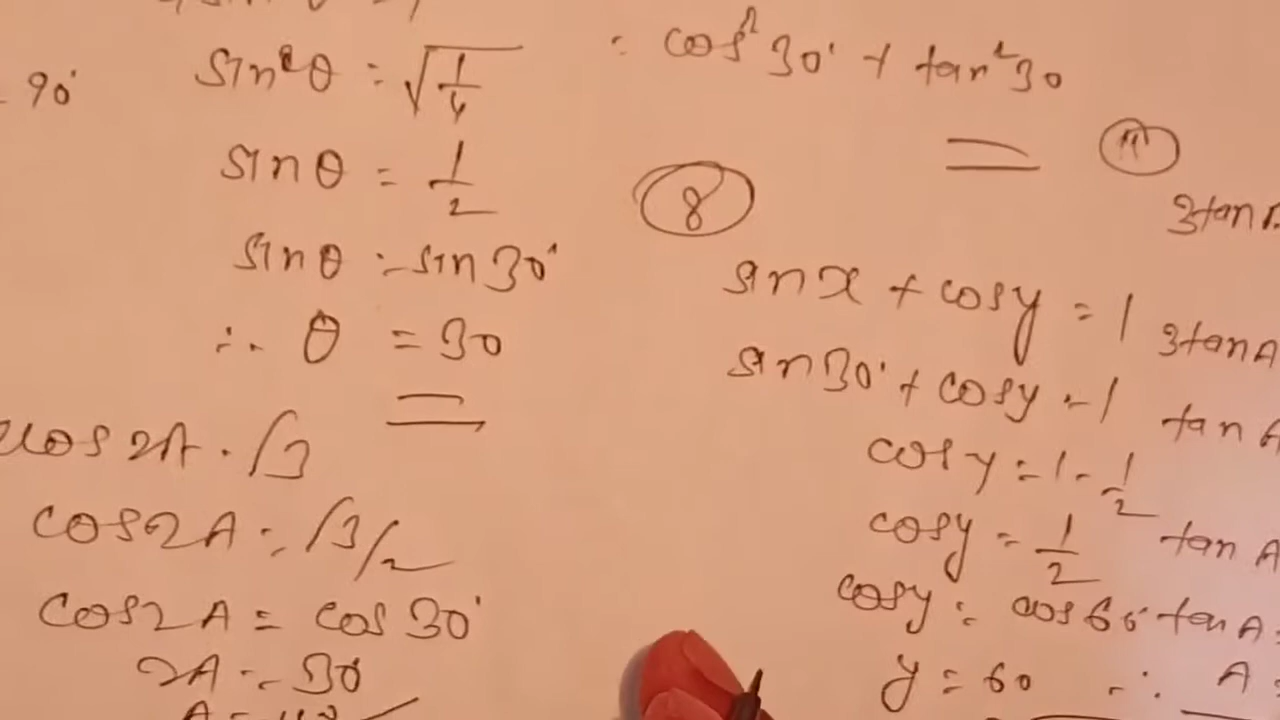 90°
sin²θ = √1/4
sinθ = 1/2
sinθ = sin30°
∴ θ = 30
cos2A = √3/2
cos2A = cos30°
2A = 30
= cos²30° + tan²30
8
sinx + cosy = 1
sin30° + cosy = 1
cosy = 1 - 1/2
cosy = 1/2
cosy = cos60°
y = 60
11
3tanA
tanA
tanA
tanA =
∴ A =